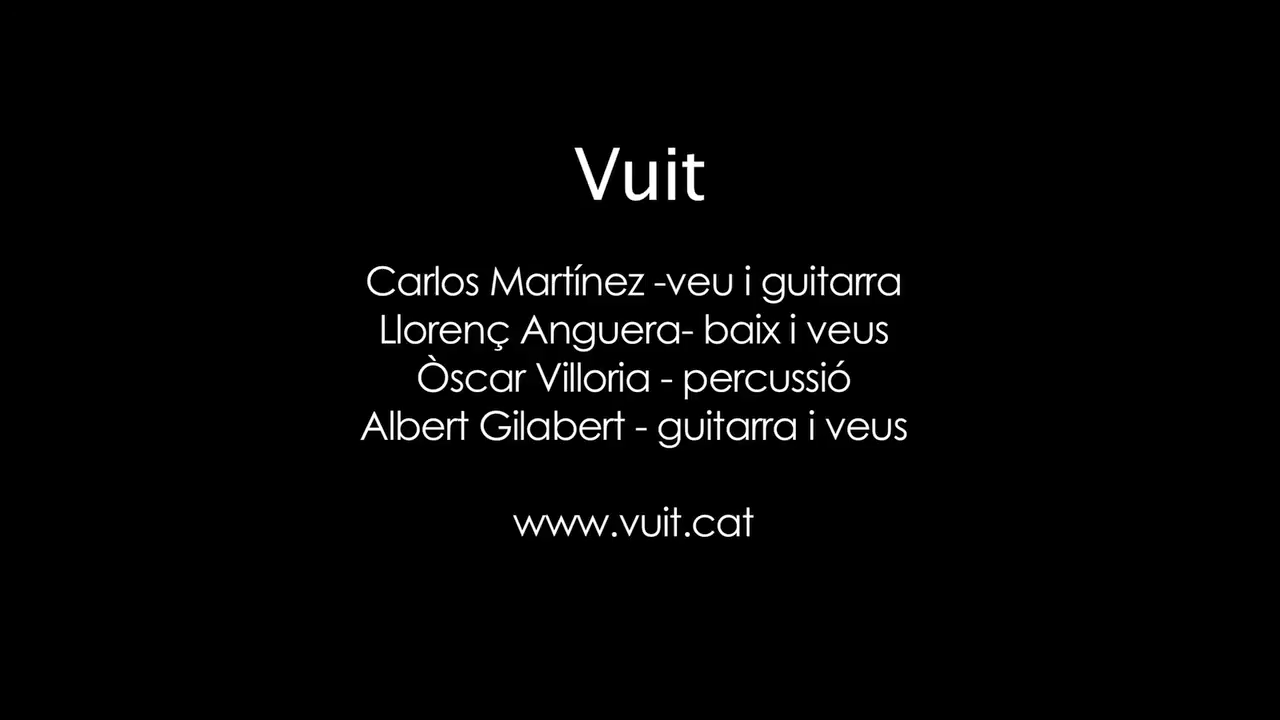 Vuit
Carlos Martínez -veu i guitarra
Llorenç Anguera- baix i veus
Òscar Villoria - percussió
Albert Gilabert - guitarra i veus
www.vuit.cat